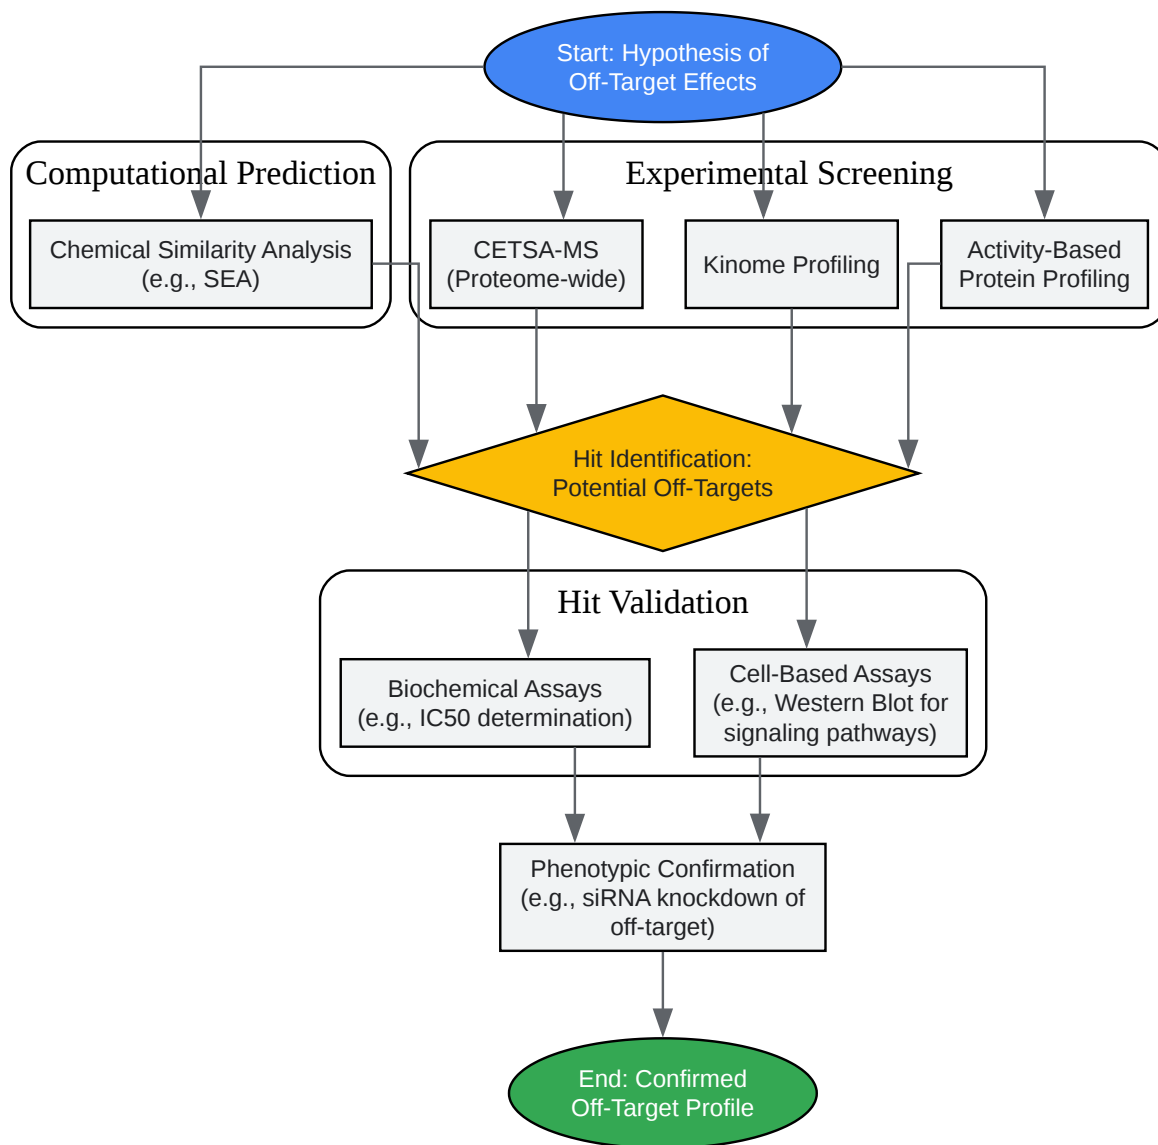 Start: Hypothesis of
Off-Target Effects
Computational Prediction
Experimental Screening
Chemical Similarity Analysis
(e.g., SEA)
CETSA-MS
(Proteome-wide)
Kinome Profiling
Activity-Based
Protein Profiling
Hit Identification:
Potential Off-Targets
Hit Validation
Biochemical Assays
(e.g., IC50 determination)
Cell-Based Assays
(e.g., Western Blot for
signaling pathways)
Phenotypic Confirmation
(e.g., siRNA knockdown of
off-target)
End: Confirmed
Off-Target Profile